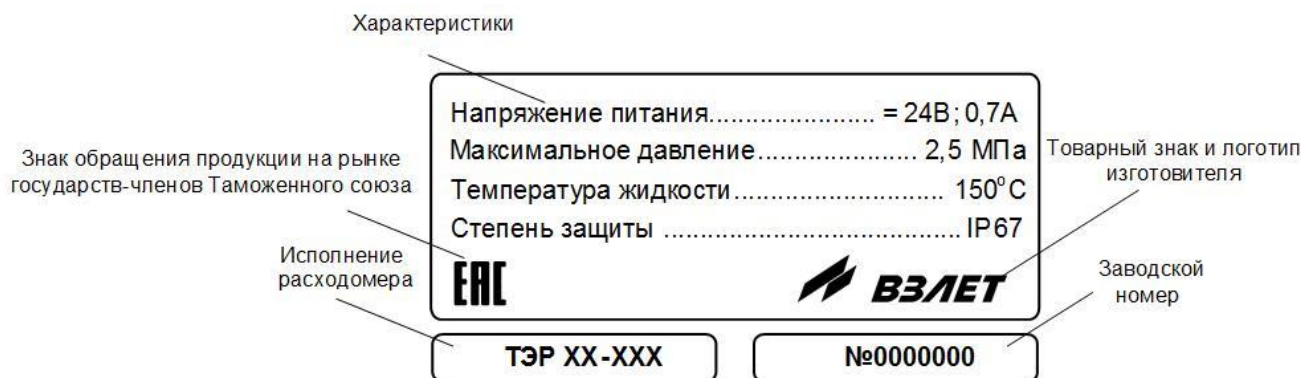 Характеристики
Напряжение питания....................... = 24В; 0,7А
Максимальное давление...................... 2,5 МПа
Температура жидкости............................. 150°С
Степень защиты ......................................... IP67
Знак обращения продукции на рынке
государств-членов Таможенного союза
Товарный знак и логотип
изготовителя
Исполнение
расходомера
EAC
ВЗЛЕТ
Заводской
номер
ТЭР ХХ-ХХХ
№0000000